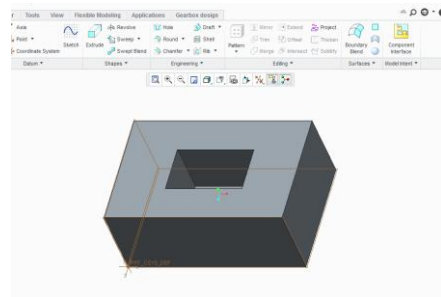 Tools View Flexible Modeling Applications Gearbox design
Axis
Point
Coordinate System
Sketch
Extrude
Revolve
Sweep
Swept Blend
Hole
Round
Chamfer
Draft
Shell
Rib
Pattern
Mirror
Trim
Merge
Extend
Offset
Intersect
Project
Thicken
Solidify
Boundary
Blend
Component
Interface
Datum Shapes Engineering Editing Surfaces Model Intent